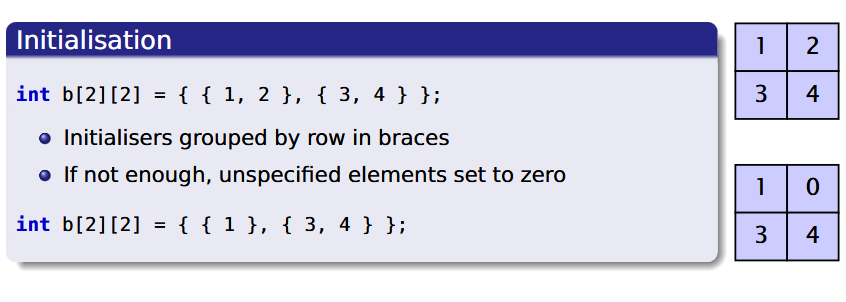 Initialisation
int b[2][2] = { { 1, 2 }, { 3, 4 } };
Initialisers grouped by row in braces
If not enough, unspecified elements set to zero
int b[2][2] = { { 1 }, { 3, 4 } };
1 2
3 4
1 0
3 4